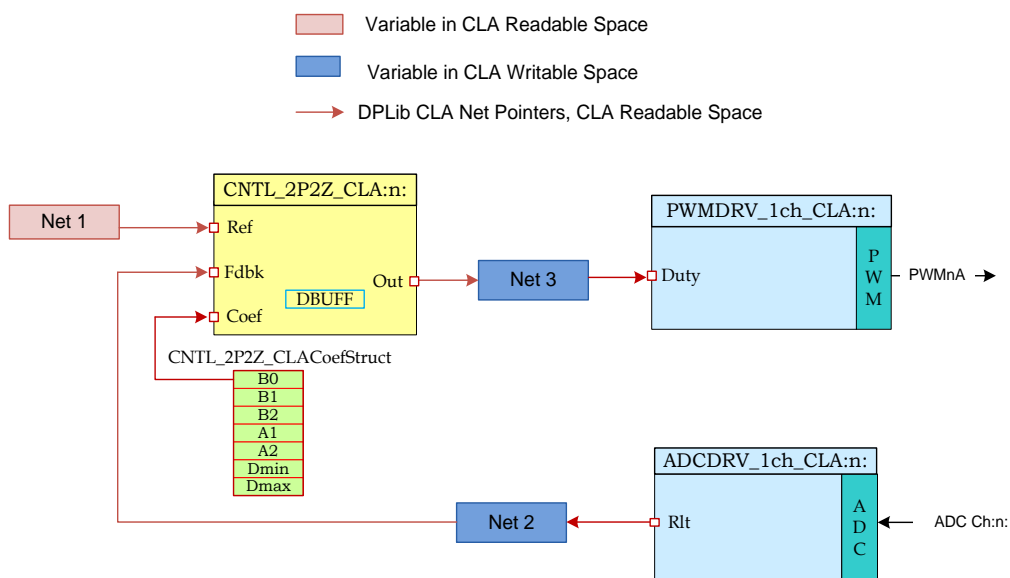 Variable in CLA Readable Space
Variable in CLA Writable Space
DPLib CLA Net Pointers, CLA Readable Space
CNTL_2P2Z_CLA:n:
Net 1
Ref
Fdbk
Out
DBUFF
Coef
Net 3
PWMDRV_1ch_CLA:n:
Duty
P
W
M
PWMnA
CNTL_2P2Z_CLACoefStruct
B0
B1
B2
A1
A2
Dmin
Dmax
Net 2
ADCDRV_1ch_CLA:n:
Rlt
A
D
C
ADC Ch:n: